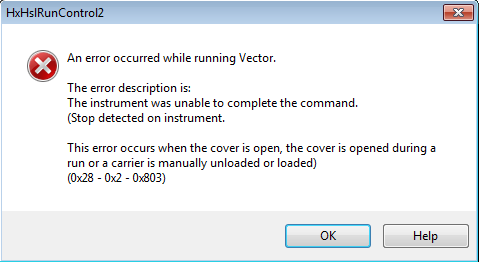 HxHslRunControl2
An error occurred while running Vector.
The error description is:
The instrument was unable to complete the command.
(Stop detected on instrument.
This error occurs when the cover is open, the cover is opened during a
run or a carrier is manually unloaded or loaded)
(0x28 - 0x2 - 0x803)
OK
Help